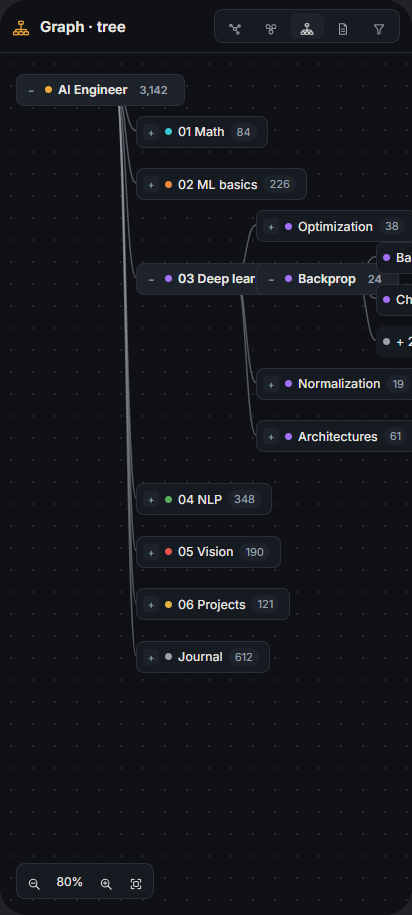 Graph · tree
− AI Engineer 3,142
+ 01 Math 84
+ 02 ML basics 226
+ Optimization 38
Ba
− 03 Deep lear
− Backprop 24
Ch
+ 2
+ Normalization 19
+ Architectures 61
+ 04 NLP 348
+ 05 Vision 190
+ 06 Projects 121
+ Journal 612
80%